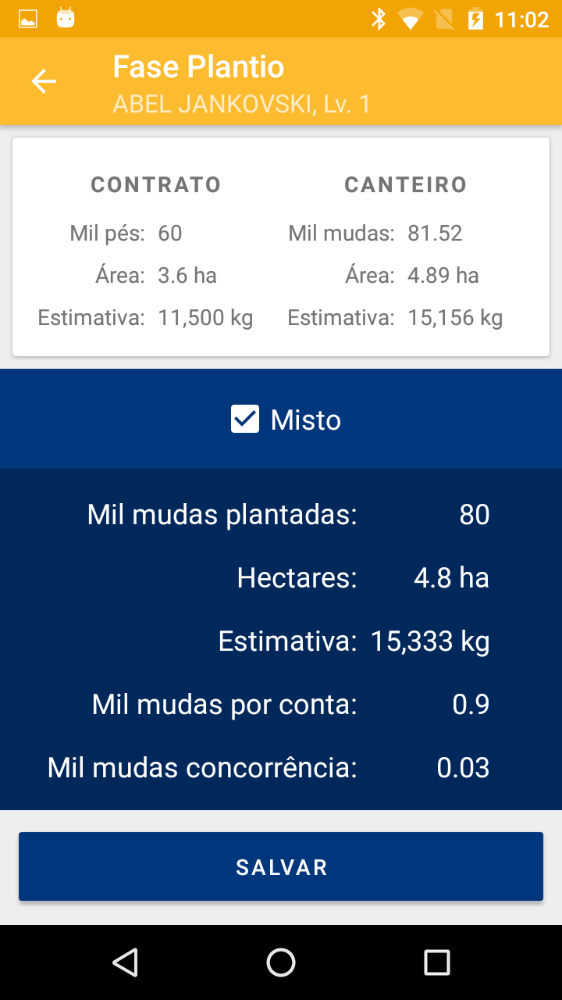 11:02
Fase Plantio
ABEL JANKOVSKI, Lv. 1
CONTRATO
Mil pés: 60
Área: 3.6 ha
Estimativa: 11,500 kg
CANTEIRO
Mil mudas: 81.52
Área: 4.89 ha
Estimativa: 15,156 kg
Misto
Mil mudas plantadas: 80
Hectares: 4.8 ha
Estimativa: 15,333 kg
Mil mudas por conta: 0.9
Mil mudas concorrência: 0.03
SALVAR